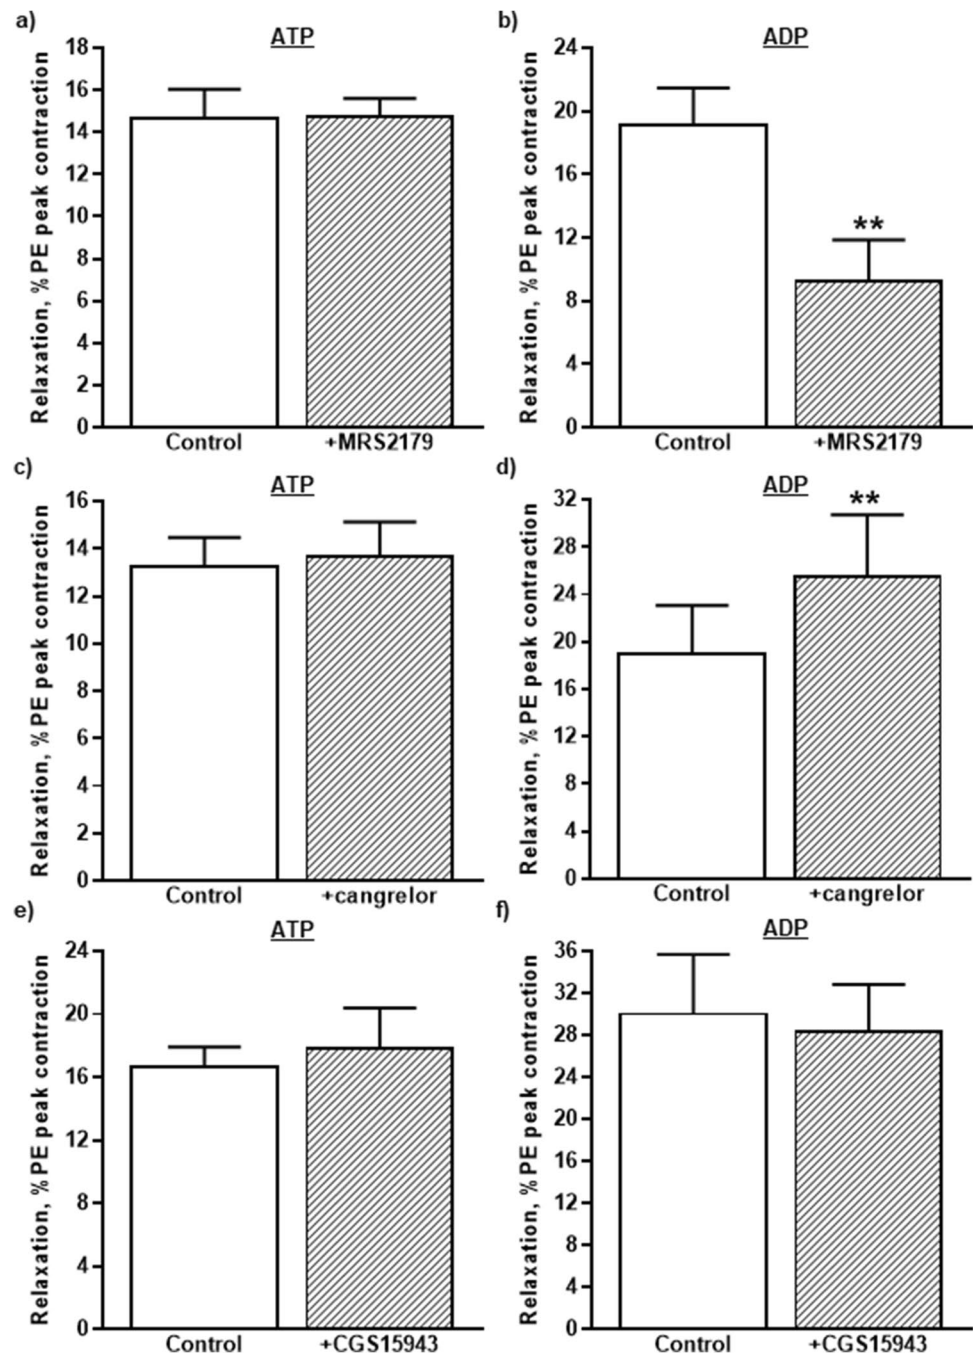 a)
ATP
Relaxation, % PE peak contraction
18
16
14
12
10
8
6
4
2
0
Control
+MRS2179
b)
ADP
Relaxation, % PE peak contraction
24
20
16
12
8
4
0
**
Control
+MRS2179
c)
ATP
Relaxation, % PE peak contraction
16
14
12
10
8
6
4
2
0
Control
+cangrelor
d)
ADP
Relaxation, % PE peak contraction
32
28
24
20
16
12
8
4
0
**
Control
+cangrelor
e)
ATP
Relaxation, % PE peak contraction
24
20
16
12
8
4
0
Control
+CGS15943
f)
ADP
Relaxation, % PE peak contraction
36
32
28
24
20
16
12
8
4
0
Control
+CGS15943